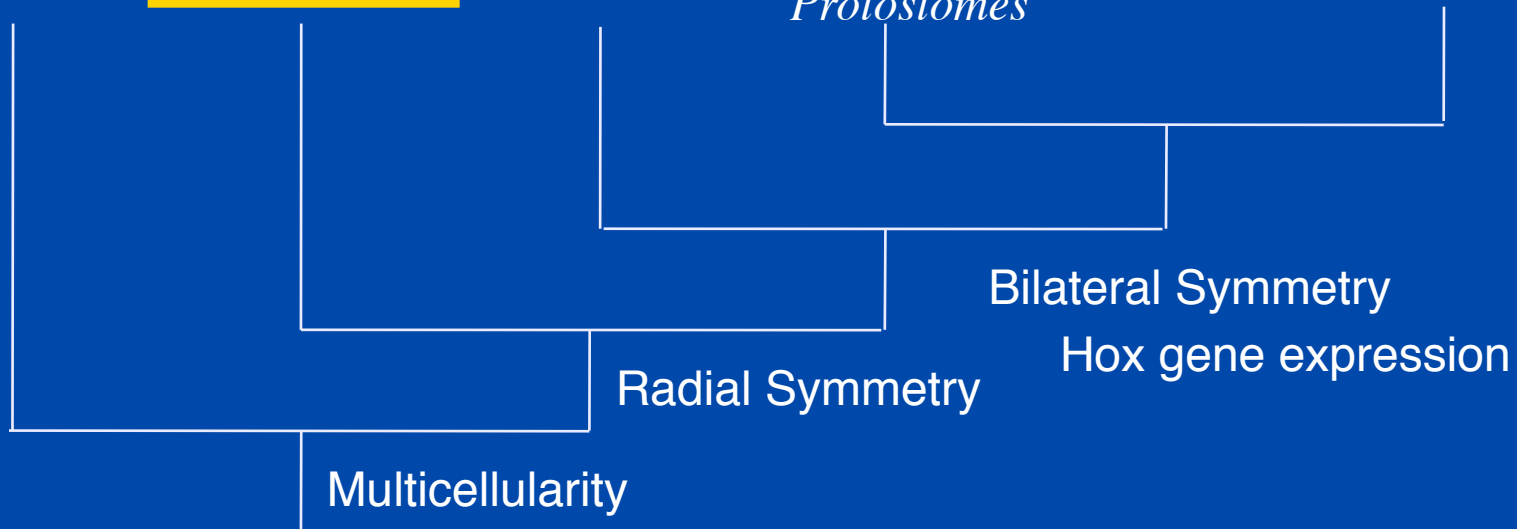 Protostomes
Bilateral Symmetry
Hox gene expression
Radial Symmetry
Multicellularity